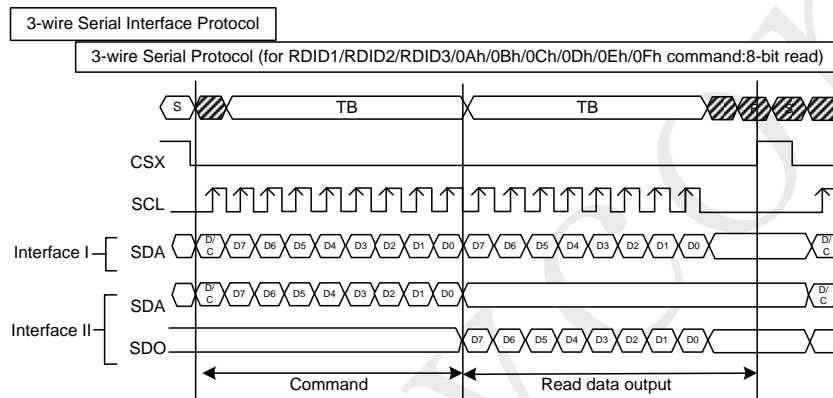 3-wire Serial Interface Protocol
3-wire Serial Protocol (for RDID1/RDID2/RDID3/0Ah/0Bh/0Ch/0Dh/0Eh/0Fh command:8-bit read)
S TB TB P S
CSX
SCL
Interface I SDA D/C D7 D6 D5 D4 D3 D2 D1 D0 D7 D6 D5 D4 D3 D2 D1 D0 D/C
SDA D/C D7 D6 D5 D4 D3 D2 D1 D0 D/C
Interface II
SDO D7 D6 D5 D4 D3 D2 D1 D0
Command Read data output